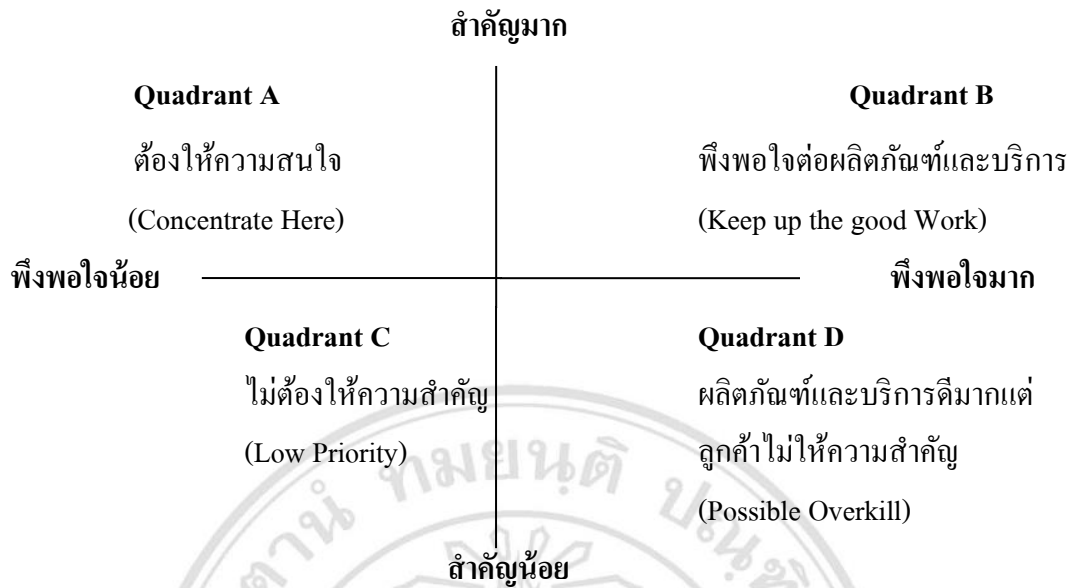 สำคัญมาก
Quadrant A
ต้องให้ความสนใจ
(Concentrate Here)
Quadrant B
พึงพอใจต่อผลิตภัณฑ์และบริการ
(Keep up the good Work)
พึงพอใจน้อย
พึงพอใจมาก
Quadrant C
ไม่ต้องให้ความสำคัญ
(Low Priority)
Quadrant D
ผลิตภัณฑ์และบริการดีมากแต่
ลูกค้าไม่ให้ความสำคัญ
(Possible Overkill)
สำคัญน้อย
ทมยนฺติ